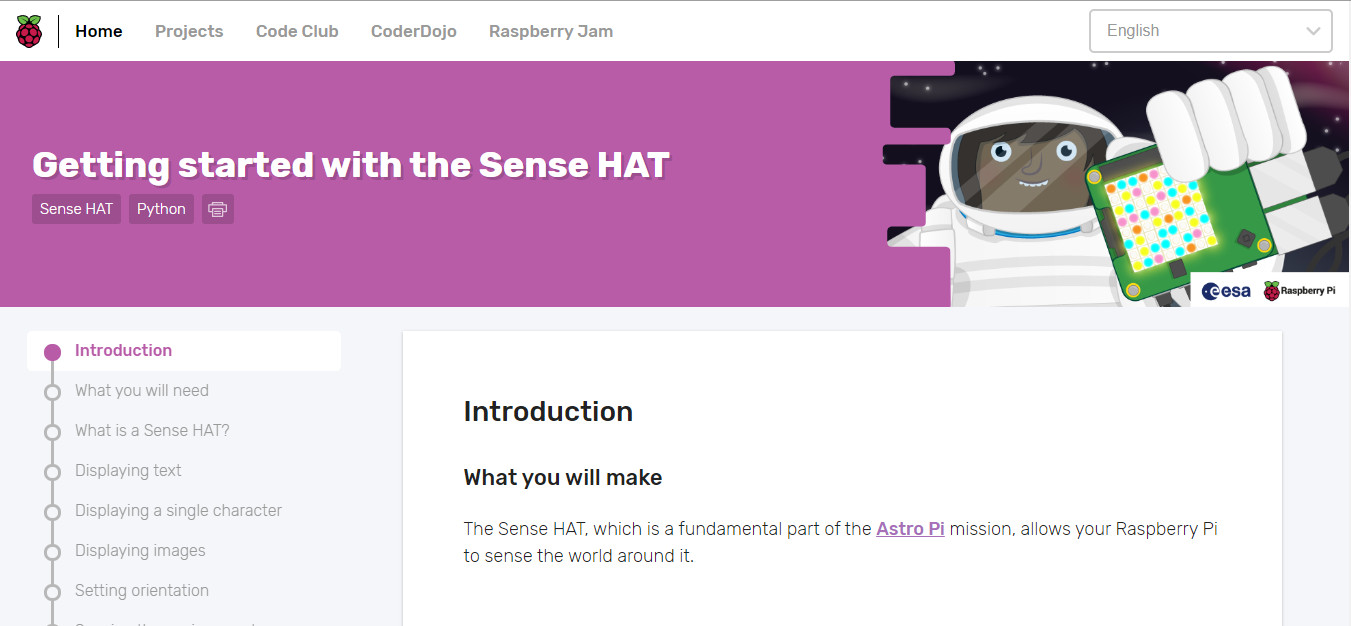 Home Projects Code Club CoderDojo Raspberry Jam English
Getting started with the Sense HAT
Sense HAT Python
esa Raspberry Pi
Introduction
What you will need
What is a Sense HAT?
Displaying text
Displaying a single character
Displaying images
Setting orientation
Introduction
What you will make
The Sense HAT, which is a fundamental part of the Astro Pi mission, allows your Raspberry Pi
to sense the world around it.